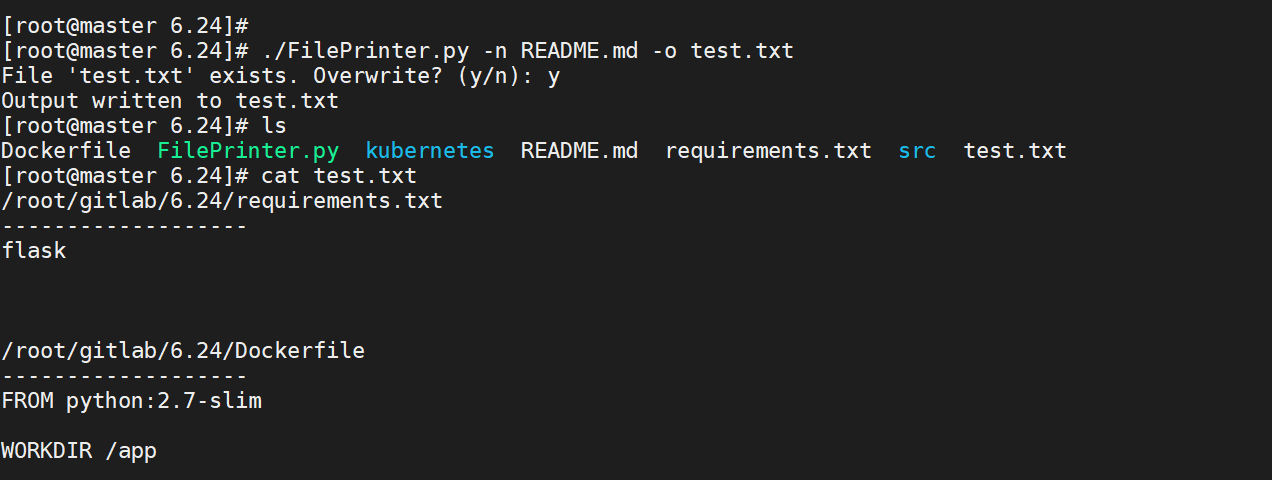 [root@master 6.24]#
[root@master 6.24]# ./FilePrinter.py -n README.md -o test.txt
File 'test.txt' exists. Overwrite? (y/n): y
Output written to test.txt
[root@master 6.24]# ls
Dockerfile  FilePrinter.py  kubernetes  README.md  requirements.txt  src  test.txt
[root@master 6.24]# cat test.txt
/root/gitlab/6.24/requirements.txt
-------------------
flask
/root/gitlab/6.24/Dockerfile
-------------------
FROM python:2.7-slim
WORKDIR /app